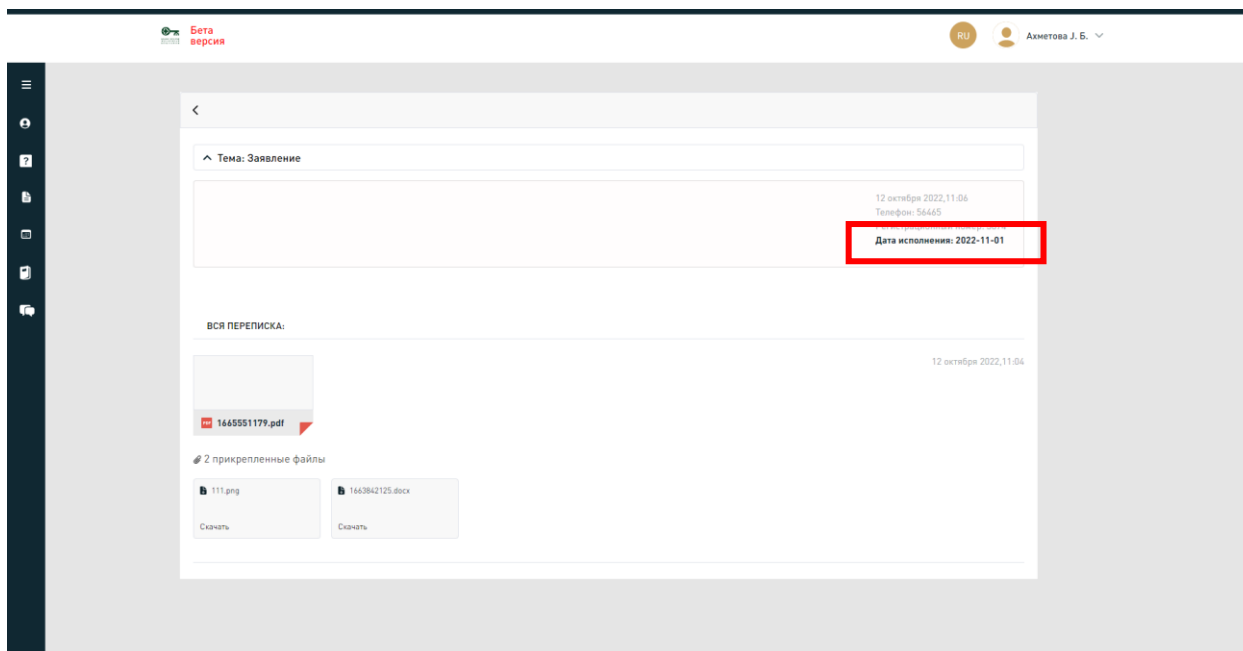 Бета
версия
RU
Ахметова J. Б.
Тема: Заявление
12 октября 2022,11:06
Телефон: 56465
Дата исполнения: 2022-11-01
ВСЯ ПЕРЕПИСКА:
12 октября 2022,11:04
PDF 1665551179.pdf
2 прикрепленные файлы
111.png
1663842125.docx
Скачать
Скачать